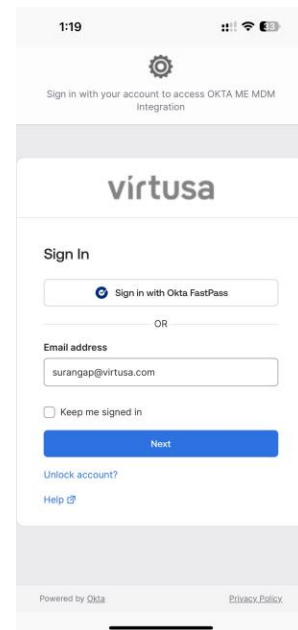 1:19
33
Sign in with your account to access OKTA ME MDM
Integration
virtusa
Sign In
Sign in with Okta FastPass
OR
Email address
surangap@virtusa.com
Keep me signed in
Next
Unlock account?
Help
Powered by Okta
Privacy Policy